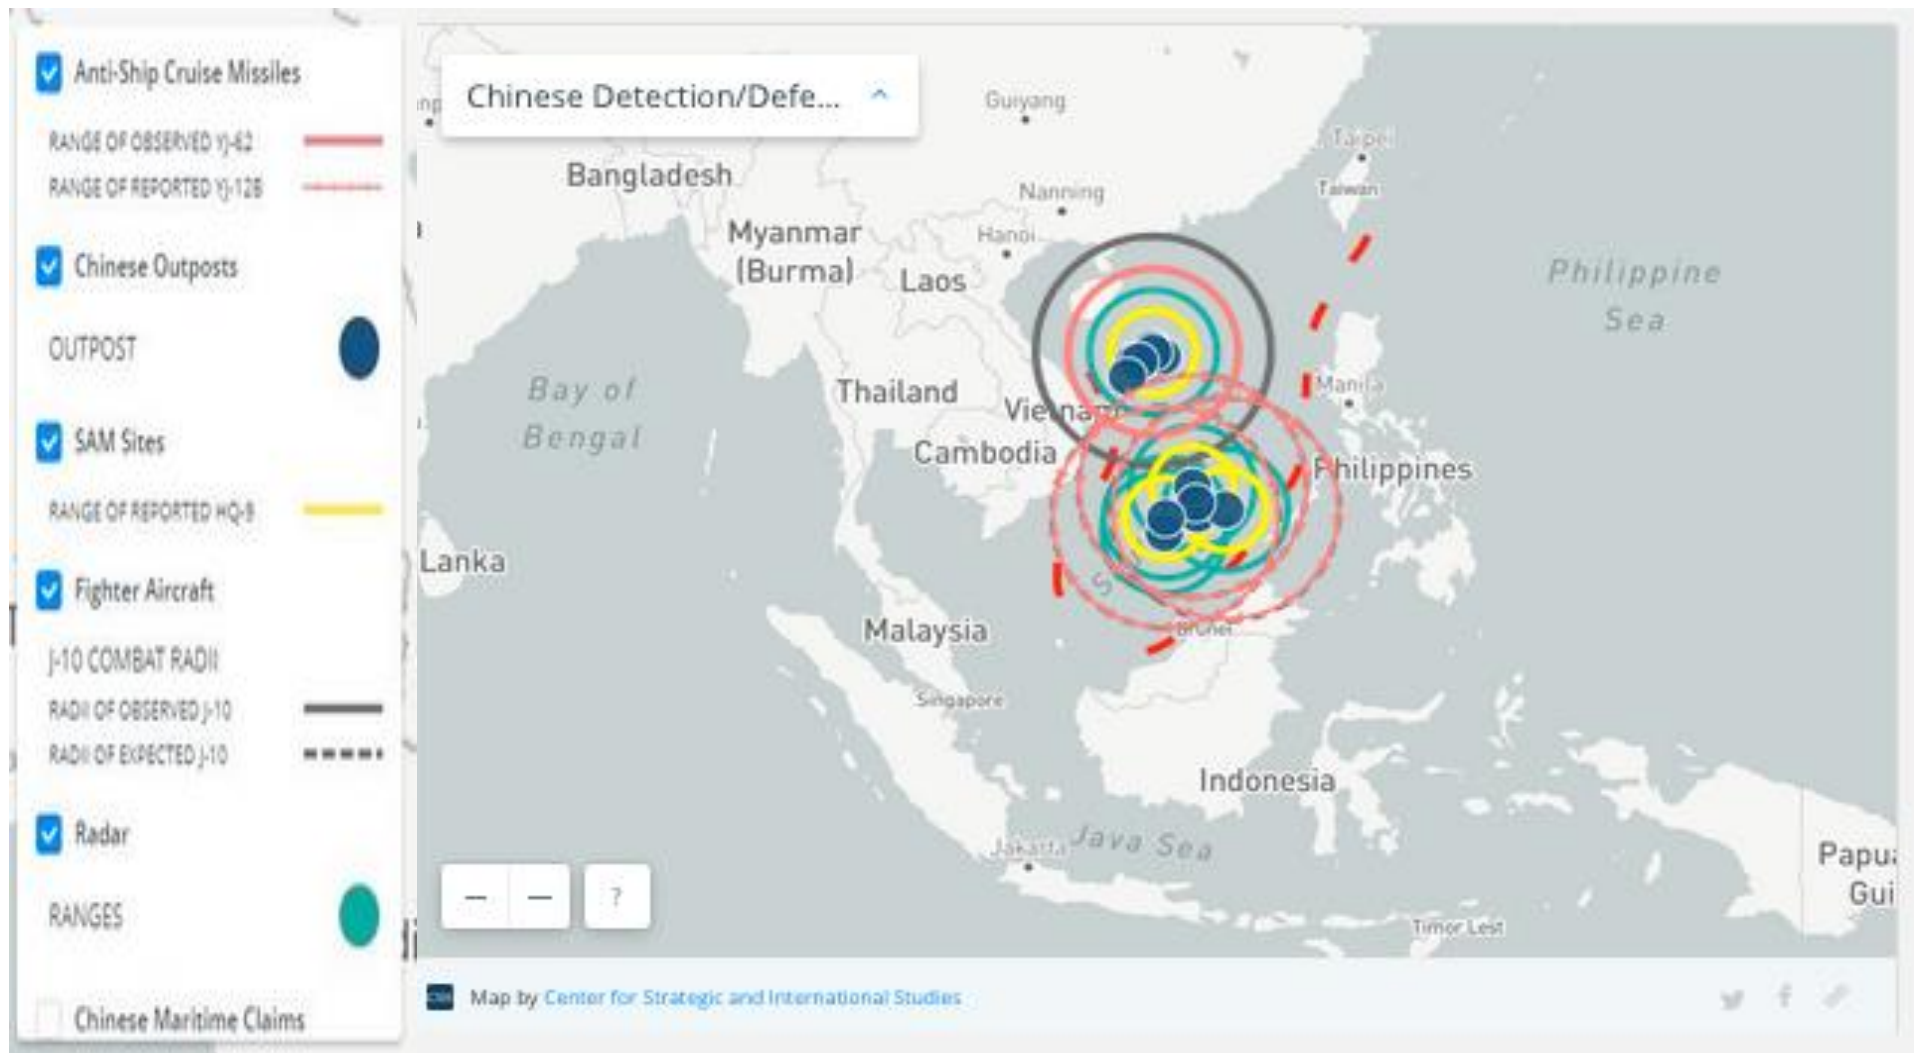 Anti-Ship Cruise Missiles
RANGE OF OBSERVED YJ-62
RANGE OF REPORTED YJ-12B
Chinese Outposts
OUTPOST
SAM Sites
RANGE OF REPORTED HQ-9
Fighter Aircraft
J-10 COMBAT RADII
RADII OF OBSERVED J-10
RADII OF EXPECTED J-10
Radar
RANGES
Chinese Maritime Claims
Chinese Detection/Defe...
Guiyang
Taipei
Bangladesh
Nanning
Taiwan
Myanmar
(Burma)
Hanoi
Laos
Philippine
Sea
Bay of
Bengal
Thailand
Vietnam
Manila
Cambodia
Philippines
Lanka
Malaysia
Brunei
Singapore
Indonesia
Jakarta
Java Sea
Papua
Gui
Timor Lest
?
Map by Center for Strategic and International Studies